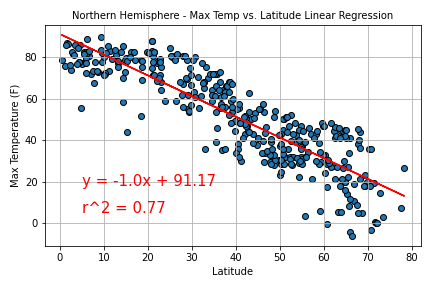 Northern Hemisphere - Max Temp vs. Latitude Linear Regression
80
60
40
20
0
Max Temperature (F)
y = -1.0x + 91.17
r^2 = 0.77
0 10 20 30 40 50 60 70 80
Latitude